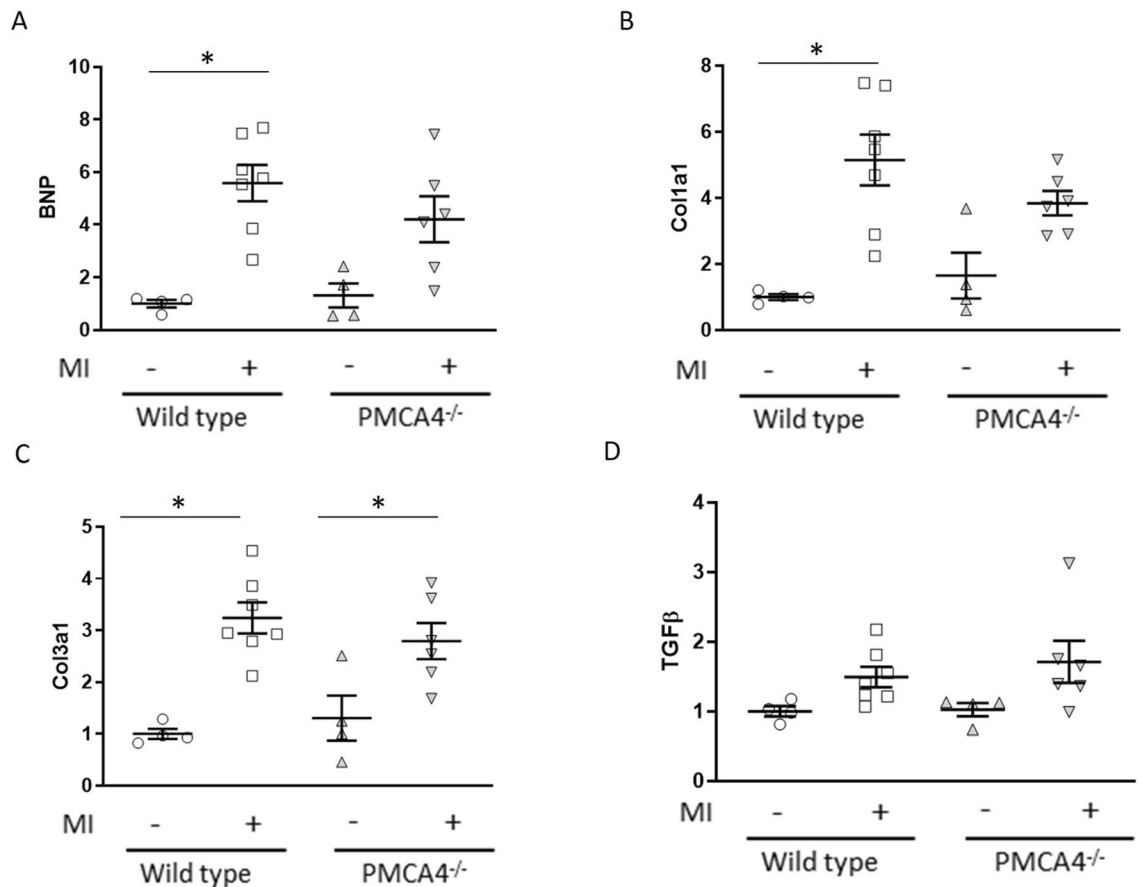 A
*
10
8
6
4
2
0
BNP
MI - + - +
Wild type PMCA4-/-
B
*
8
6
4
2
0
Col1a1
MI - + - +
Wild type PMCA4-/-
C
* *
5
4
3
2
1
0
Col3a1
MI - + - +
Wild type PMCA4-/-
D
4
3
2
1
0
TGFβ
MI - + - +
Wild type PMCA4-/-